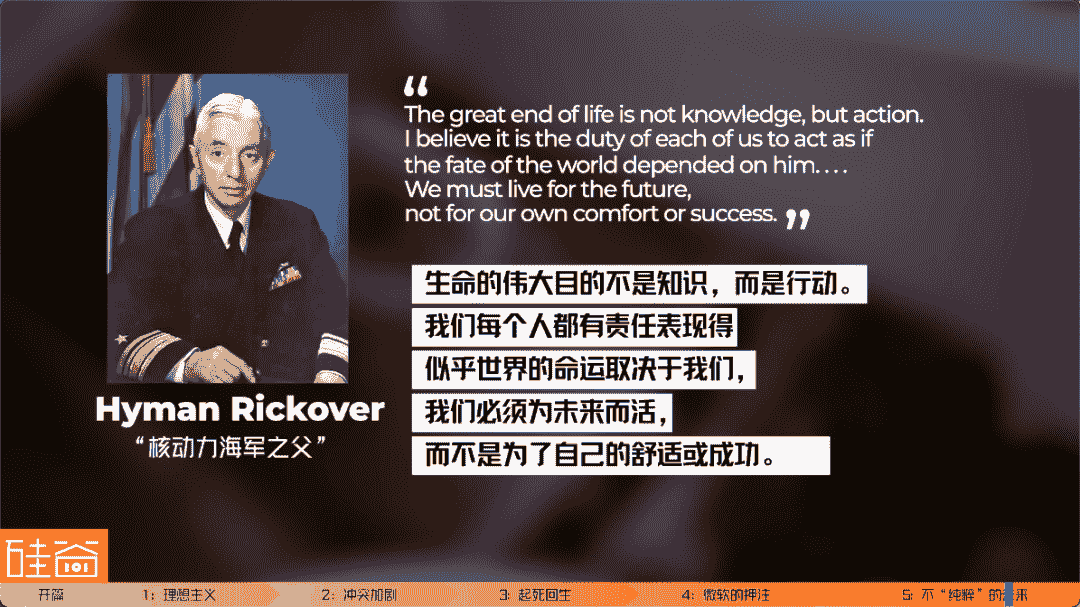 “
The great end of life is not knowledge, but action.
I believe it is the duty of each of us to act as if
the fate of the world depended on him....
We must live for the future,
not for our own comfort or success. ”
生命的伟大目的不是知识，而是行动。
我们每个人都有责任表现得
似乎世界的命运取决于我们，
我们必须为未来而活，
而不是为了自己的舒适或成功。
Hyman Rickover
“核动力海军之父”
硅谷101
开篇
1：理想主义
2：冲突加剧
3：起死回生
4：微软的押注
5：不“纯粹”的未来